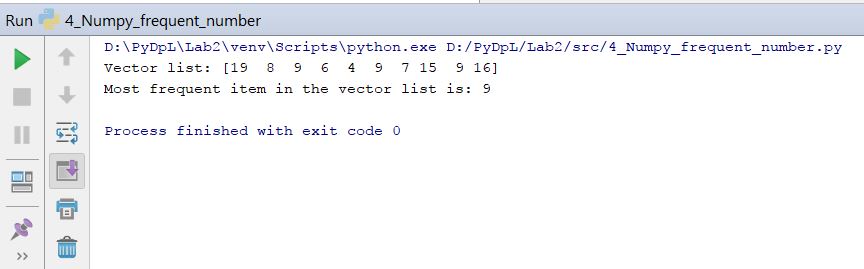 Run 4_Numpy_frequent_number
D:\PyDpL\Lab2\venv\Scripts\python.exe D:/PyDpL/Lab2/src/4_Numpy_frequent_number.py
Vector list: [19  8  9  6  4  9  7 15  9 16]
Most frequent item in the vector list is: 9
Process finished with exit code 0